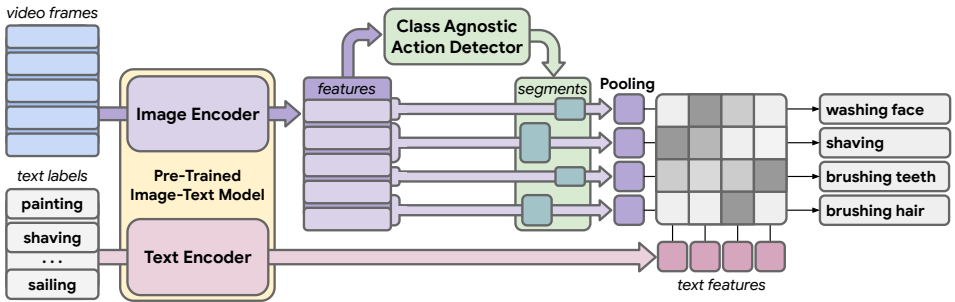 video frames
Image Encoder
Pre-Trained
Image-Text Model
text labels
painting
shaving
...
sailing
Text Encoder
Class Agnostic
Action Detector
features
segments
Pooling
washing face
shaving
brushing teeth
brushing hair
text features